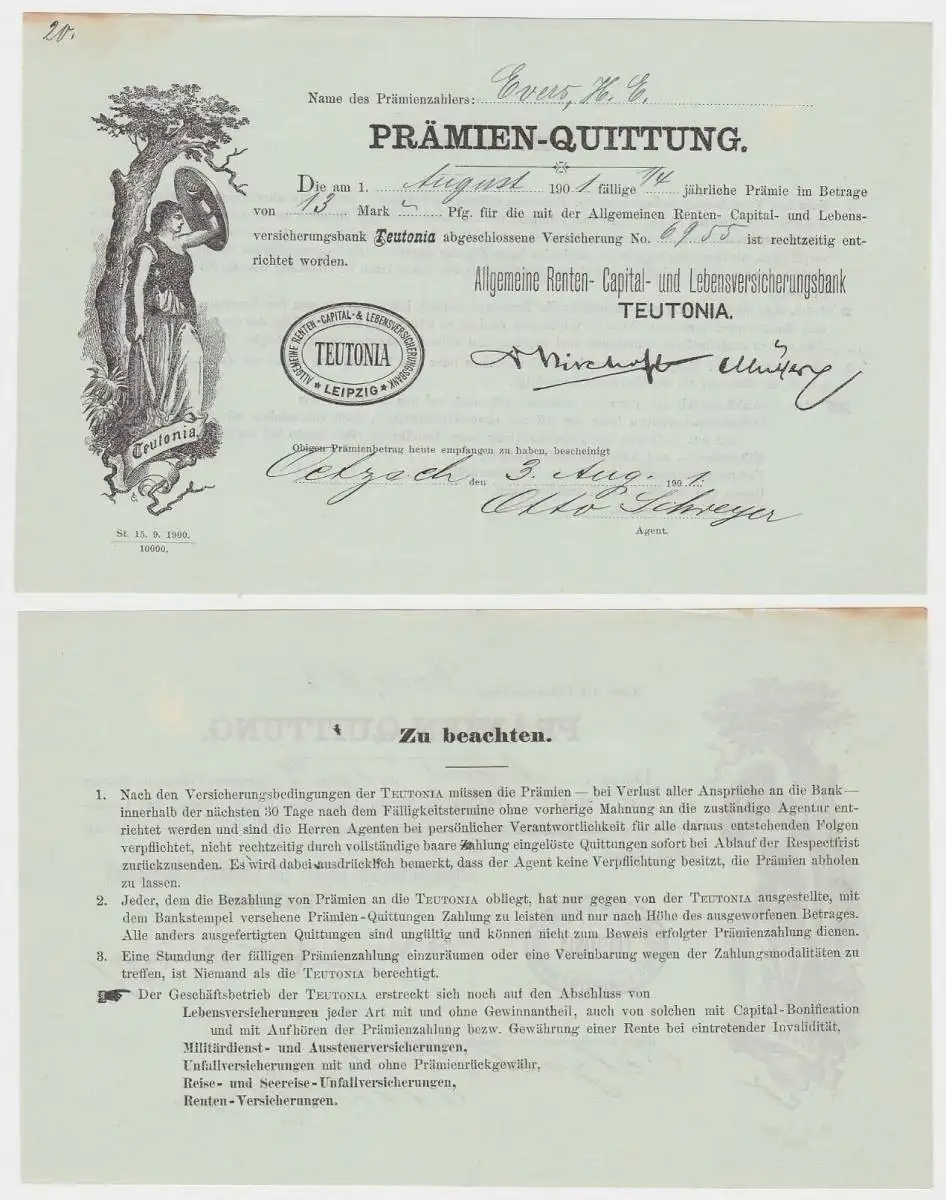 20.
Name des Prämienzahlers: Evers, H. E.
PRÄMIEN-QUITTUNG.
Die am 1. August 1901. fällige 1/4 jährliche Prämie im Betrage
von 13 Mark Pfg. für die mit der Allgemeinen Renten- Capital- und Lebens-
versicherungsbank Teutonia abgeschlossene Versicherung No. 6955 ist rechtzeitig ent-
richtet worden.
Allgemeine Renten- Capital- und Lebensversicherungsbank
TEUTONIA.
ALLGEMEINE RENTEN-CAPITAL-& LEBENSVERSICHERUNGSBANK
TEUTONIA
LEIPZIG
Teutonia.
Obigen Prämienbetrag heute empfangen zu haben, bescheinigt
den 3. Aug. 1901.
Otto Schreyer
Agent.
St. 15. 9. 1900.
10000.
Zu beachten.
1. Nach den Versicherungsbedingungen der TEUTONIA müssen die Prämien — bei Verlust aller Ansprüche an die Bank —
innerhalb der nächsten 30 Tage nach dem Fälligkeitstermine ohne vorherige Mahnung an die zuständige Agentur ent-
richtet werden und sind die Herren Agenten bei persönlicher Verantwortlichkeit für alle daraus entstehenden Folgen
verpflichtet, nicht rechtzeitig durch vollständige baare Zahlung eingelöste Quittungen sofort bei Ablauf der Respectfrist
zurückzusenden. Es wird dabei ausdrücklich bemerkt, dass der Agent keine Verpflichtung besitzt, die Prämien abholen
zu lassen.
2. Jeder, dem die Bezahlung von Prämien an die TEUTONIA obliegt, hat nur gegen von der TEUTONIA ausgestellte, mit
dem Bankstempel versehene Prämien-Quittungen Zahlung zu leisten und nur nach Höhe des ausgeworfenen Betrages.
Alle anders ausgefertigten Quittungen sind ungültig und können nicht zum Beweis erfolgter Prämienzahlung dienen.
3. Eine Stundung der fälligen Prämienzahlung einzuräumen oder eine Vereinbarung wegen der Zahlungsmodalitäten zu
treffen, ist Niemand als die TEUTONIA berechtigt.
Der Geschäftsbetrieb der TEUTONIA erstreckt sich noch auf den Abschluss von
Lebensversicherungen jeder Art mit und ohne Gewinnantheil, auch von solchen mit Capital-Bonification
und mit Aufhören der Prämienzahlung bezw. Gewährung einer Rente bei eintretender Invalidität,
Militärdienst- und Aussteuerversicherungen,
Unfallversicherungen mit und ohne Prämienrückgewähr,
Reise- und Seereise-Unfallversicherungen,
Renten-Versicherungen.